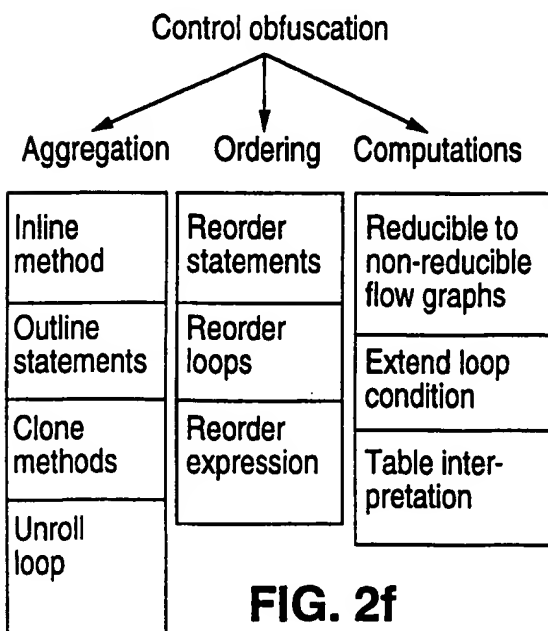 Control obfuscation
Aggregation
Ordering
Computations
Inline
method
Outline
statements
Clone
methods
Unroll
loop
Reorder
statements
Reorder
loops
Reorder
expression
Reducible to
non-reducible
flow graphs
Extend loop
condition
Table inter-
pretation
FIG. 2f